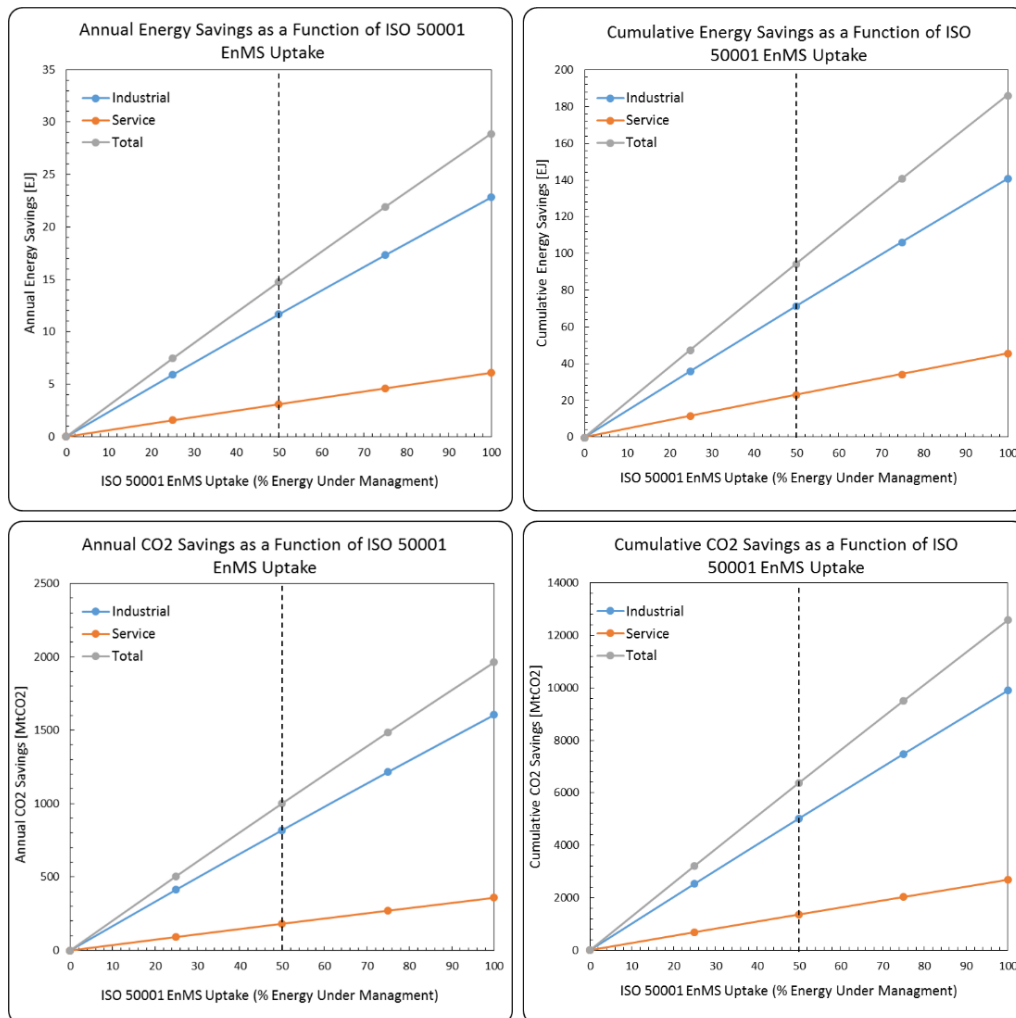 Annual Energy Savings as a Function of ISO 50001
EnMS Uptake
35
30
25
20
15
10
5
0
Annual Energy Savings [EJ]
Industrial
Service
Total
0 10 20 30 40 50 60 70 80 90 100
ISO 50001 EnMS Uptake (% Energy Under Managment)
Cumulative Energy Savings as a Function of ISO
50001 EnMS Uptake
200
180
160
140
120
100
80
60
40
20
0
Cumulative Energy Savings [EJ]
Industrial
Service
Total
0 10 20 30 40 50 60 70 80 90 100
ISO 50001 EnMS Uptake (% Energy Under Managment)
Annual CO2 Savings as a Function of ISO 50001
EnMS Uptake
2500
2000
1500
1000
500
0
Annual CO2 Savings [MtCO2]
Industrial
Service
Total
0 10 20 30 40 50 60 70 80 90 100
ISO 50001 EnMS Uptake (% Energy Under Managment)
Cumulative CO2 Savings as a Function of ISO
50001 EnMS Uptake
14000
12000
10000
8000
6000
4000
2000
0
Cumulative CO2 Savings [MtCO2]
Industrial
Service
Total
0 10 20 30 40 50 60 70 80 90 100
ISO 50001 EnMS Uptake (% Energy Under Managment)